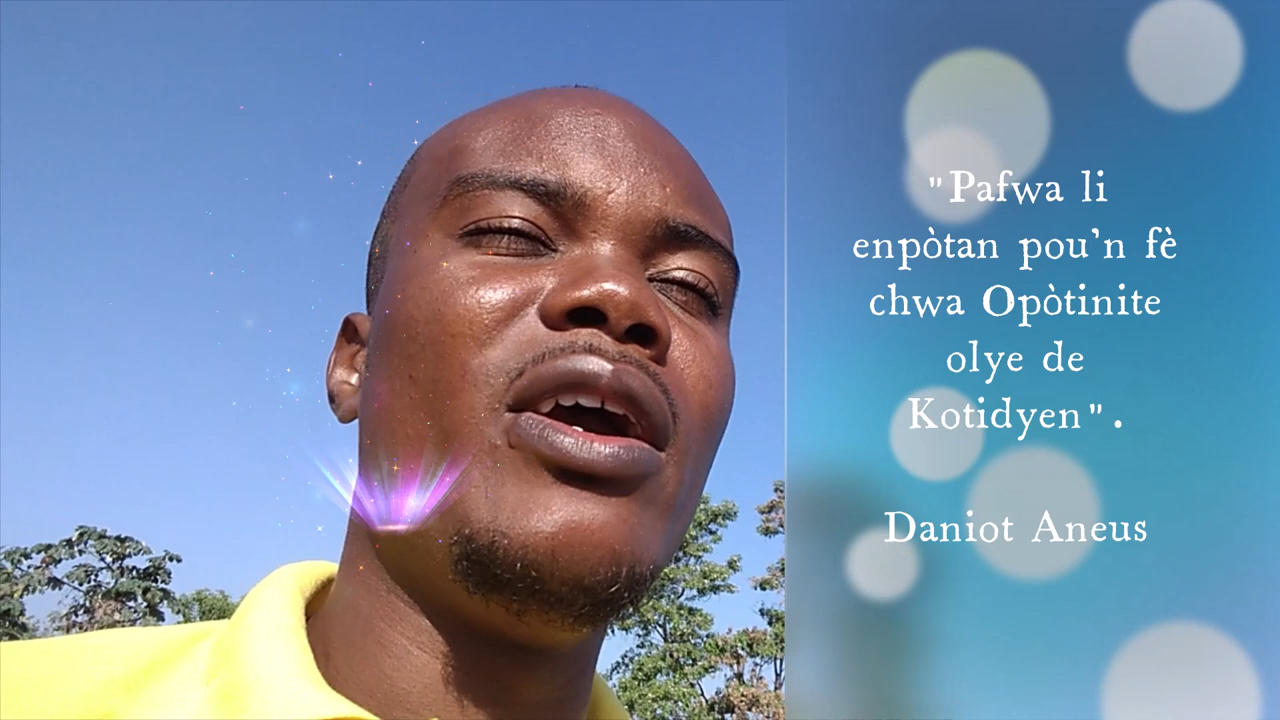 "Pafwa li
enpòtan pou'n fè
chwa Opòtinite
olye de
Kotidyen".
Daniot Aneus